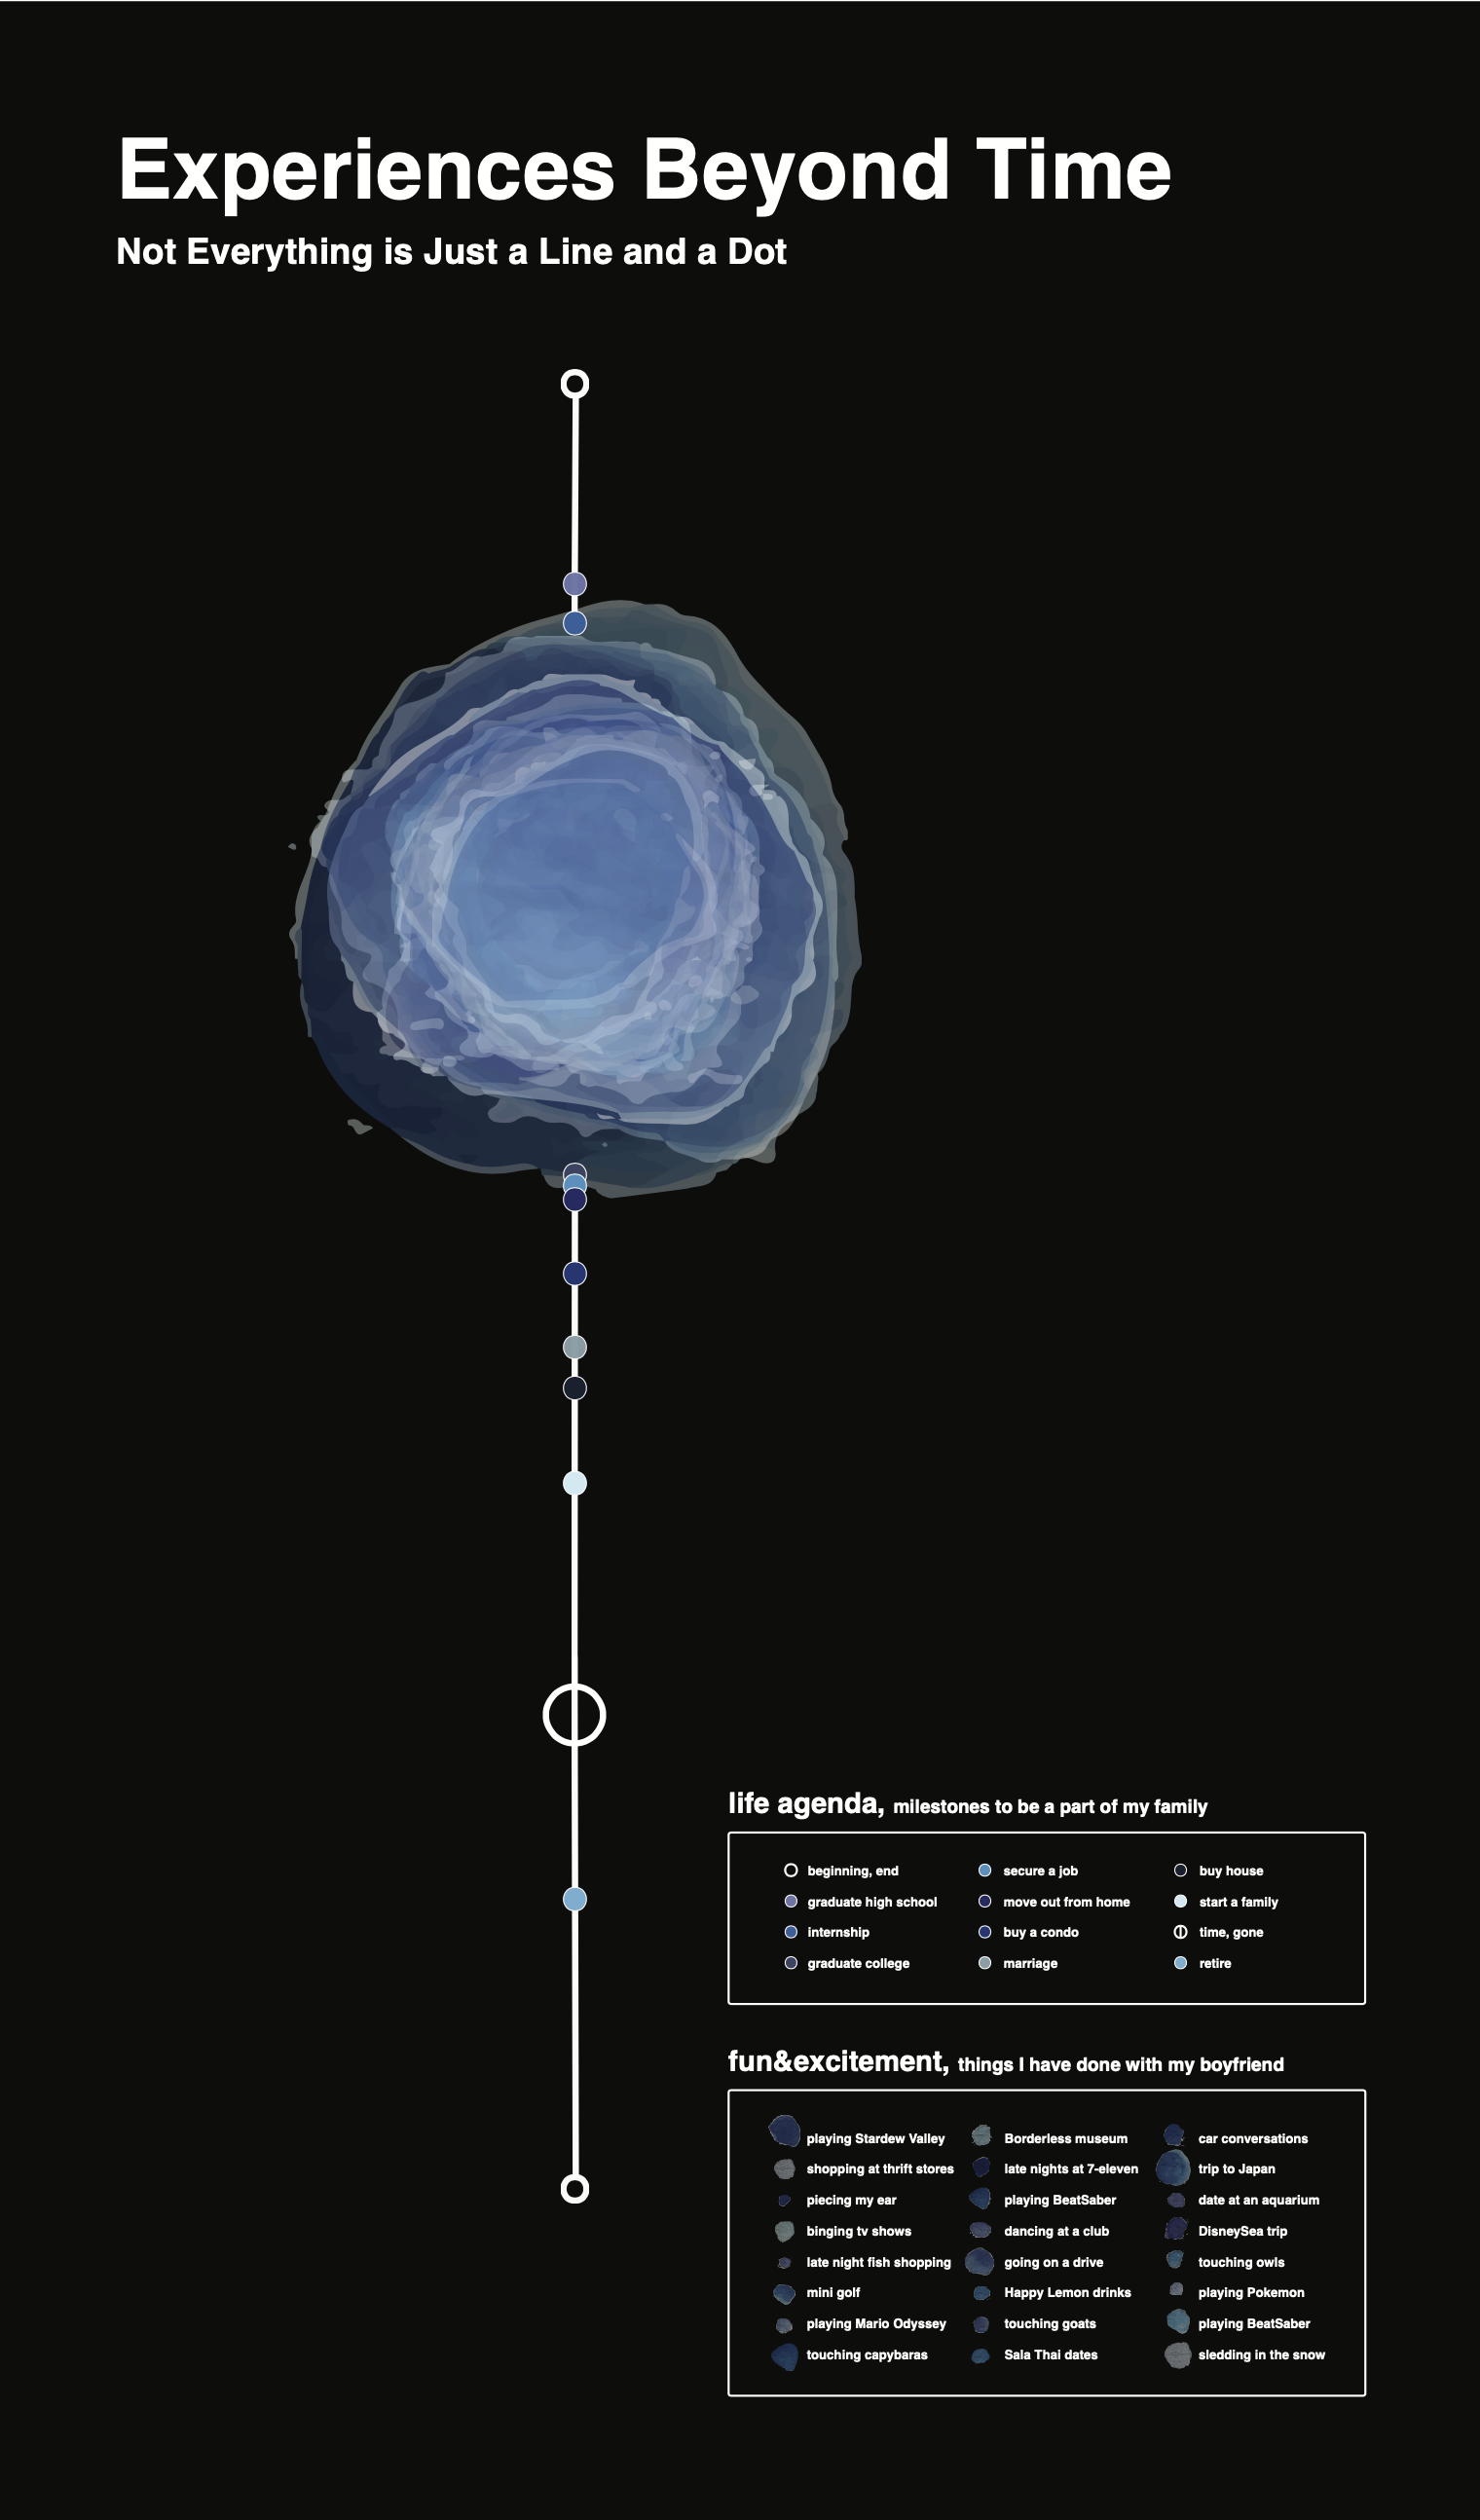 Experiences Beyond Time
Not Everything is Just a Line and a Dot
life agenda, milestones to be a part of my family
beginning, end
graduate high school
internship
graduate college
secure a job
move out from home
buy a condo
marriage
buy house
start a family
time, gone
retire
fun&excitement, things I have done with my boyfriend
playing Stardew Valley
shopping at thrift stores
piecing my ear
binging tv shows
late night fish shopping
mini golf
playing Mario Odyssey
touching capybaras
Borderless museum
late nights at 7-eleven
playing BeatSaber
dancing at a club
going on a drive
Happy Lemon drinks
touching goats
Sala Thai dates
car conversations
trip to Japan
date at an aquarium
DisneySea trip
touching owls
playing Pokemon
playing BeatSaber
sledding in the snow